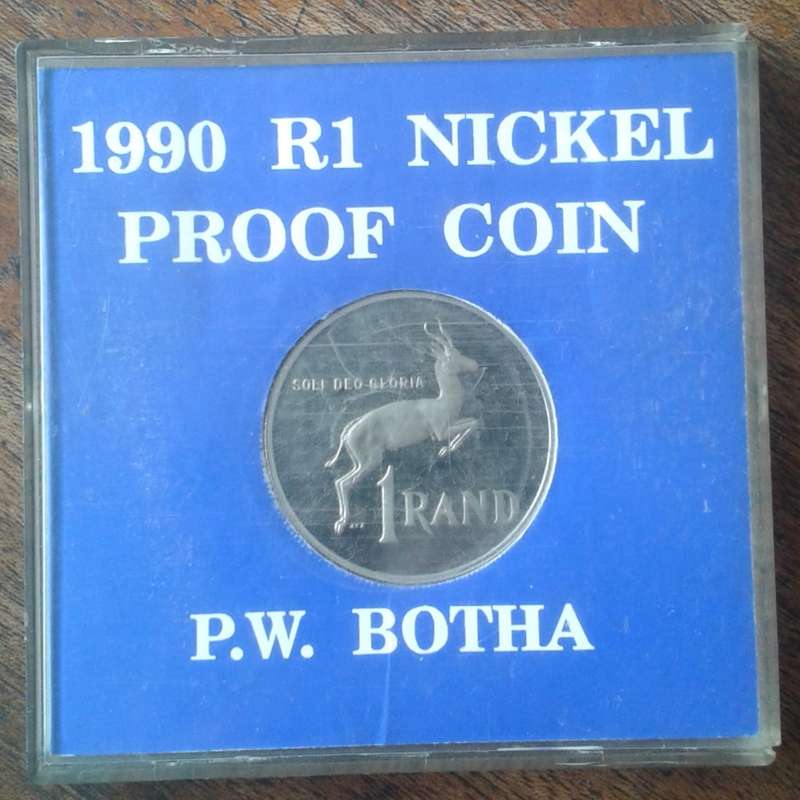 1990 R1 NICKEL
PROOF COIN
SOLI DEO GLORIA
1 RAND
P.W. BOTHA